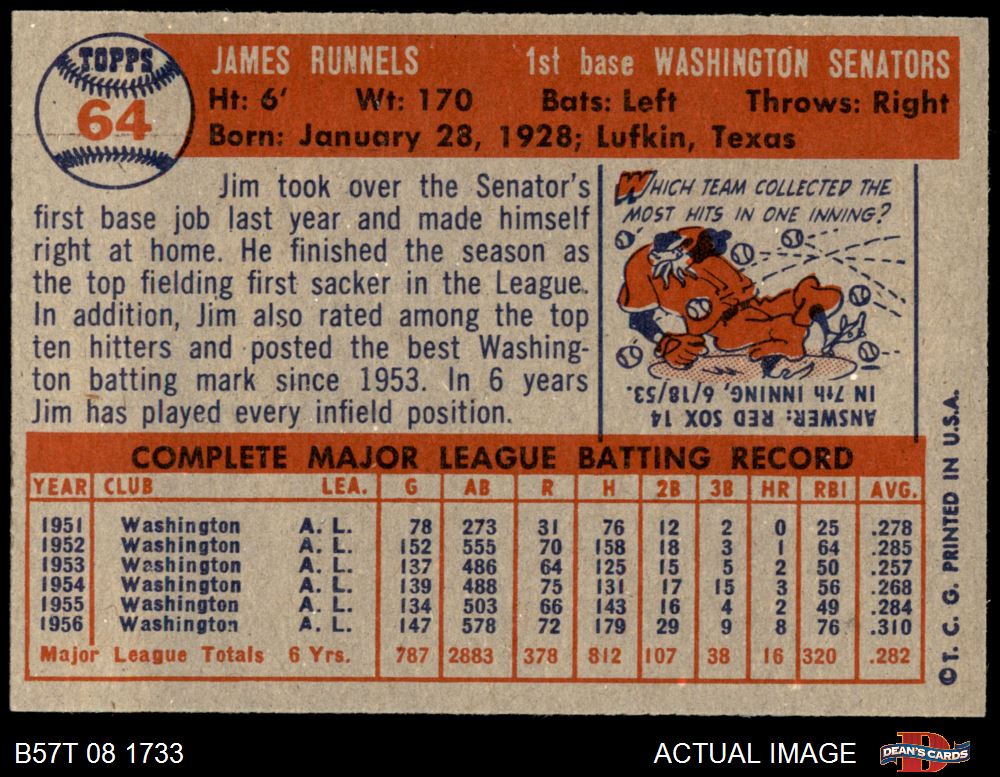 TOPPS
64
JAMES RUNNELS 1st base WASHINGTON SENATORS
Ht: 6' Wt: 170 Bats: Left Throws: Right
Born: January 28, 1928; Lufkin, Texas
Jim took over the Senator's
first base job last year and made himself
right at home. He finished the season as
the top fielding first sacker in the League.
In addition, Jim also rated among the top
ten hitters and posted the best Washing-
ton batting mark since 1953. In 6 years
Jim has played every infield position.
WHICH TEAM COLLECTED THE
MOST HITS IN ONE INNING?
ANSWER: RED SOX 14
IN 7th INNING, 6/18/53.
COMPLETE MAJOR LEAGUE BATTING RECORD
YEAR CLUB LEA. G AB R H 2B 3B HR RBI AVG.
1951 Washington A. L. 78 273 31 76 12 2 0 25 .278
1952 Washington A. L. 152 555 70 158 18 3 1 64 .285
1953 Washington A. L. 137 486 64 125 15 5 2 50 .257
1954 Washington A. L. 139 488 75 131 17 15 3 56 .268
1955 Washington A. L. 134 503 66 143 16 4 2 49 .284
1956 Washington A. L. 147 578 72 179 29 9 8 76 .310
Major League Totals 6 Yrs. 787 2883 378 812 107 38 16 320 .282
©T. C. G. PRINTED IN U.S.A.
B57T 08 1733
ACTUAL IMAGE
D
DEAN'S CARDS